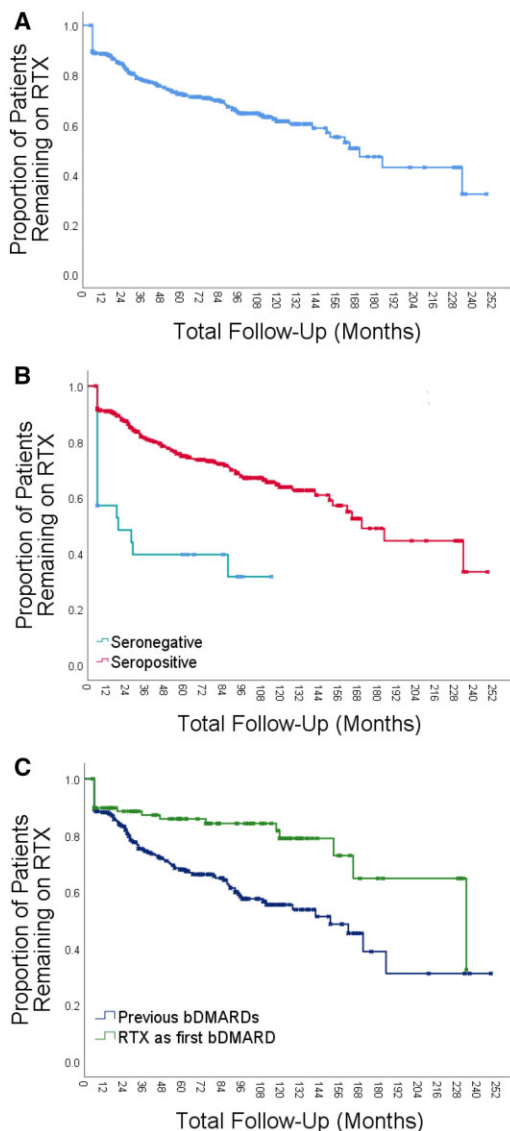 A
Proportion of Patients
Remaining on RTX
1.0
0.8
0.6
0.4
0.2
0.0
0 12 24 36 48 60 72 84 96 108 120 132 144 156 168 180 192 204 216 228 240 252
Total Follow-Up (Months)
B
Proportion of Patients
Remaining on RTX
1.0
0.8
0.6
0.4
0.2
0.0
Seronegative
Seropositive
0 12 24 36 48 60 72 84 96 108 120 132 144 156 168 180 192 204 216 228 240 252
Total Follow-Up (Months)
C
Proportion of Patients
Remaining on RTX
1.0
0.8
0.6
0.4
0.2
0.0
Previous bDMARDs
RTX as first bDMARD
0 12 24 36 48 60 72 84 96 108 120 132 144 156 168 180 192 204 216 228 240 252
Total Follow-Up (Months)